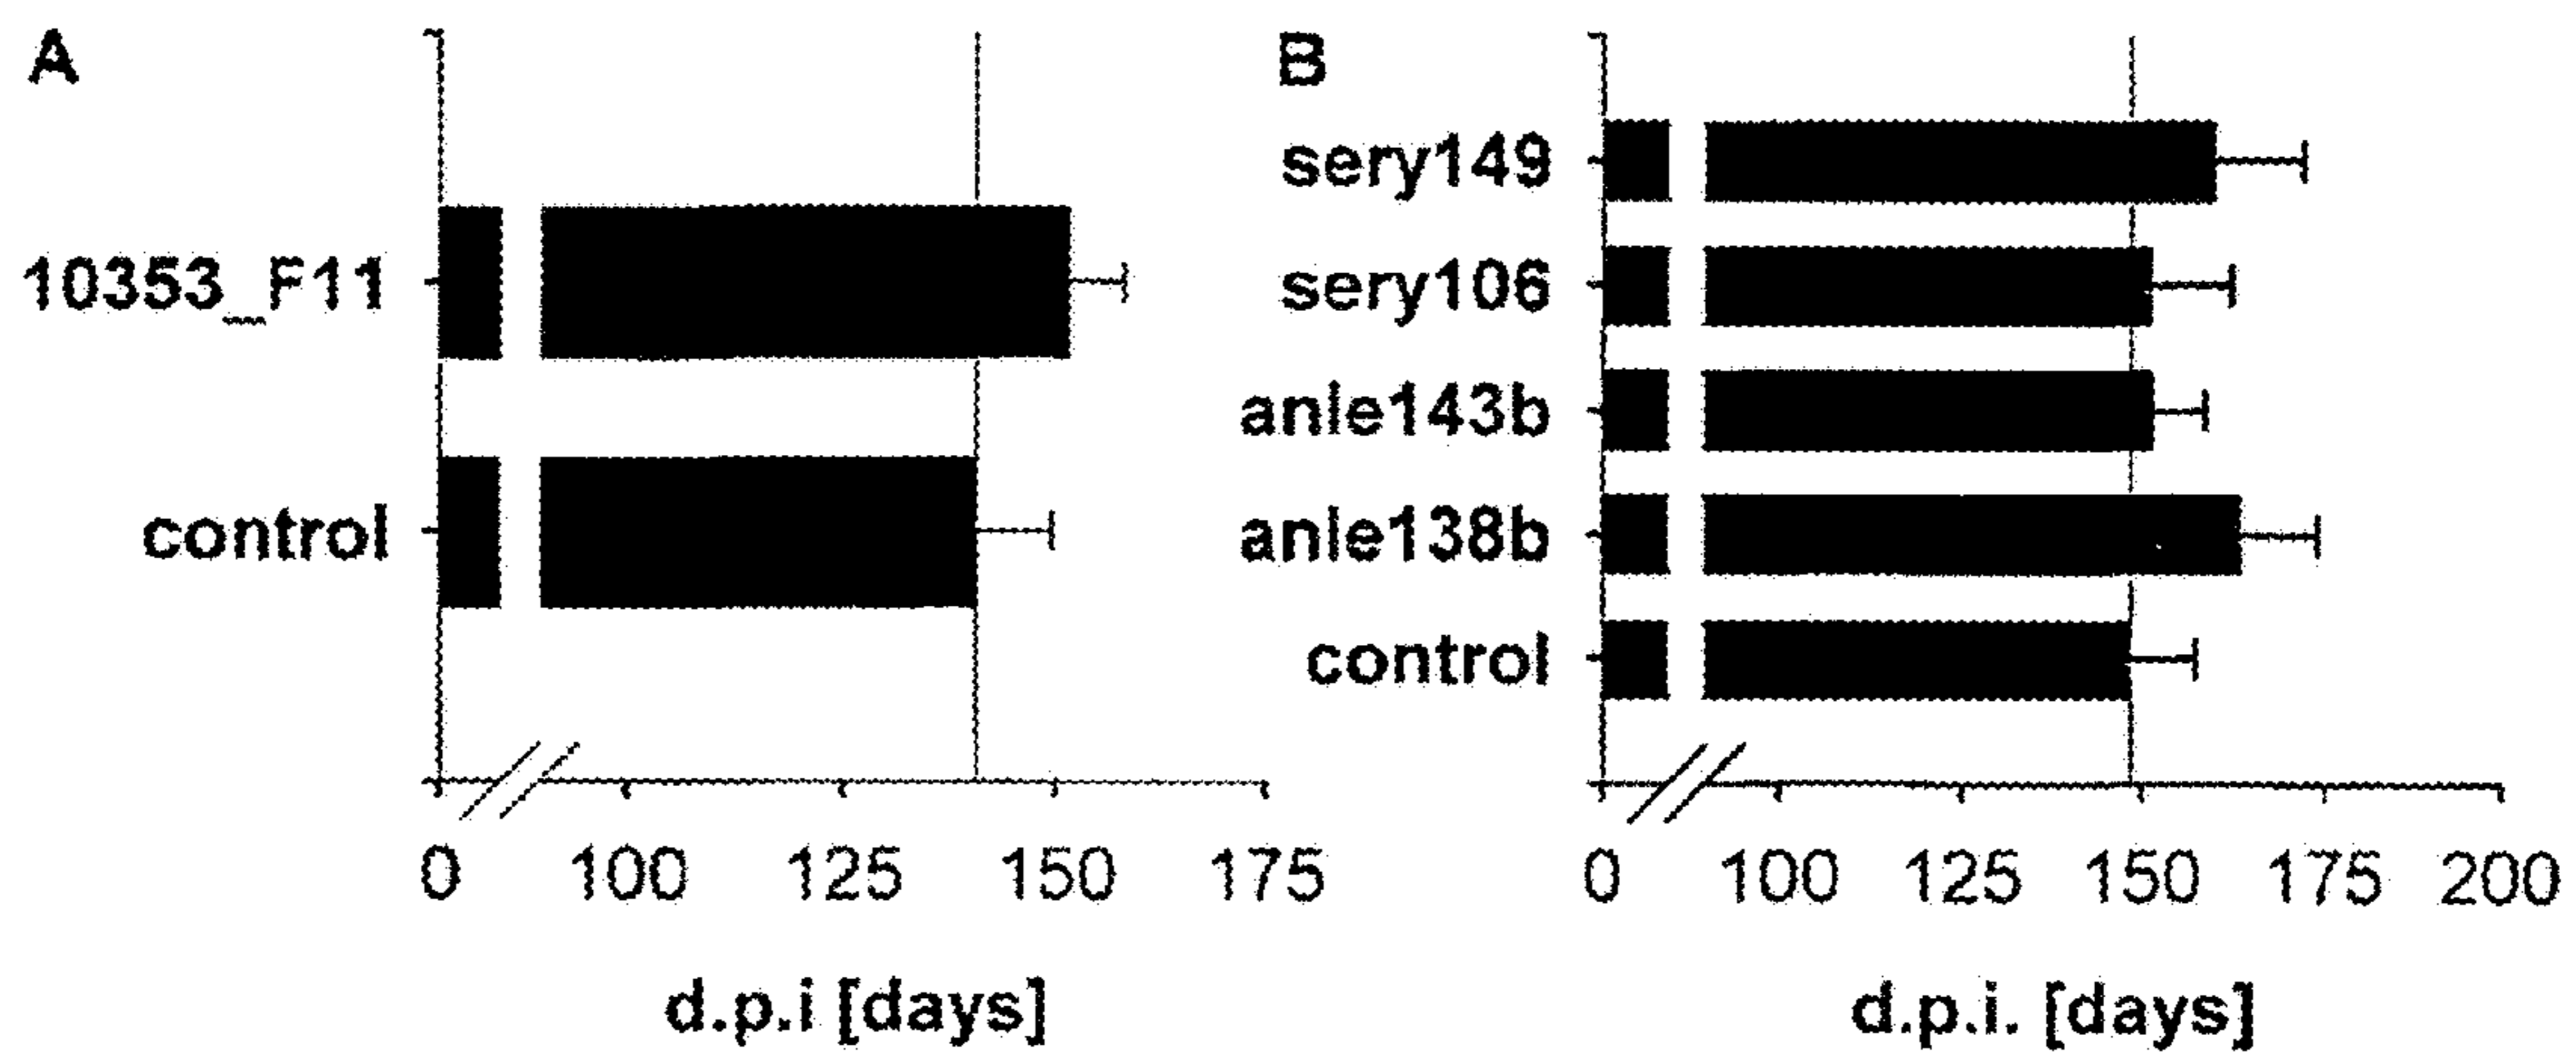 A
10353_F11
control
0 100 125 150 175
d.p.i [days]
B
sery149
sery106
anle143b
anle138b
control
0 100 125 150 175 200
d.p.i. [days]